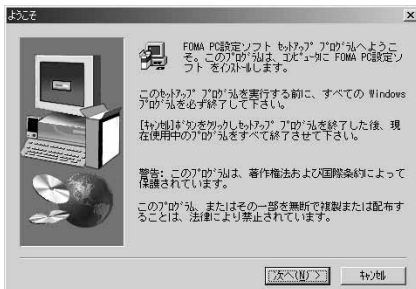 ようこそ
FOMA PC設定ソフト ｾｯﾄｱｯﾌﾟ ﾌﾟﾛｸﾞﾗﾑへようこ
そ。このﾌﾟﾛｸﾞﾗﾑは、ｺﾝﾋﾟｭｰﾀに FOMA PC設定ソ
フト をｲﾝｽﾄｰﾙします。
このｾｯﾄｱｯﾌﾟ ﾌﾟﾛｸﾞﾗﾑを実行する前に、すべての Windows
ﾌﾟﾛｸﾞﾗﾑを必ず終了して下さい。
[ｷｬﾝｾﾙ]ﾎﾞﾀﾝをｸﾘｯｸしｾｯﾄｱｯﾌﾟ ﾌﾟﾛｸﾞﾗﾑを終了した後、現
在使用中のﾌﾟﾛｸﾞﾗﾑをすべて終了させて下さい。
警告: このﾌﾟﾛｸﾞﾗﾑは、著作権法および国際条約によって
保護されています。
このﾌﾟﾛｸﾞﾗﾑ、またはその一部を無断で複製または配布す
ることは、法律により禁止されています。
次へ(N) >
ｷｬﾝｾﾙ